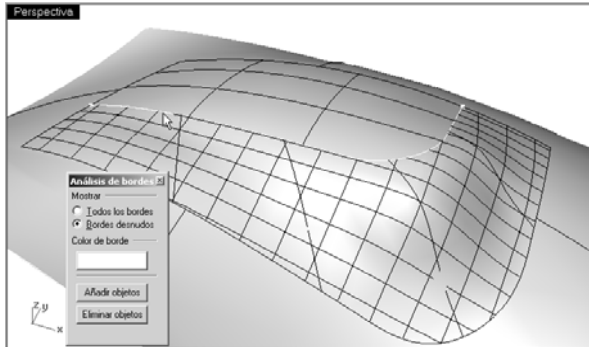 Perspectiva
Análisis de bordes
Mostrar
Todos los bordes
Bordes desnudos
Color de borde
Añadir objetos
Eliminar objetos
z y
x